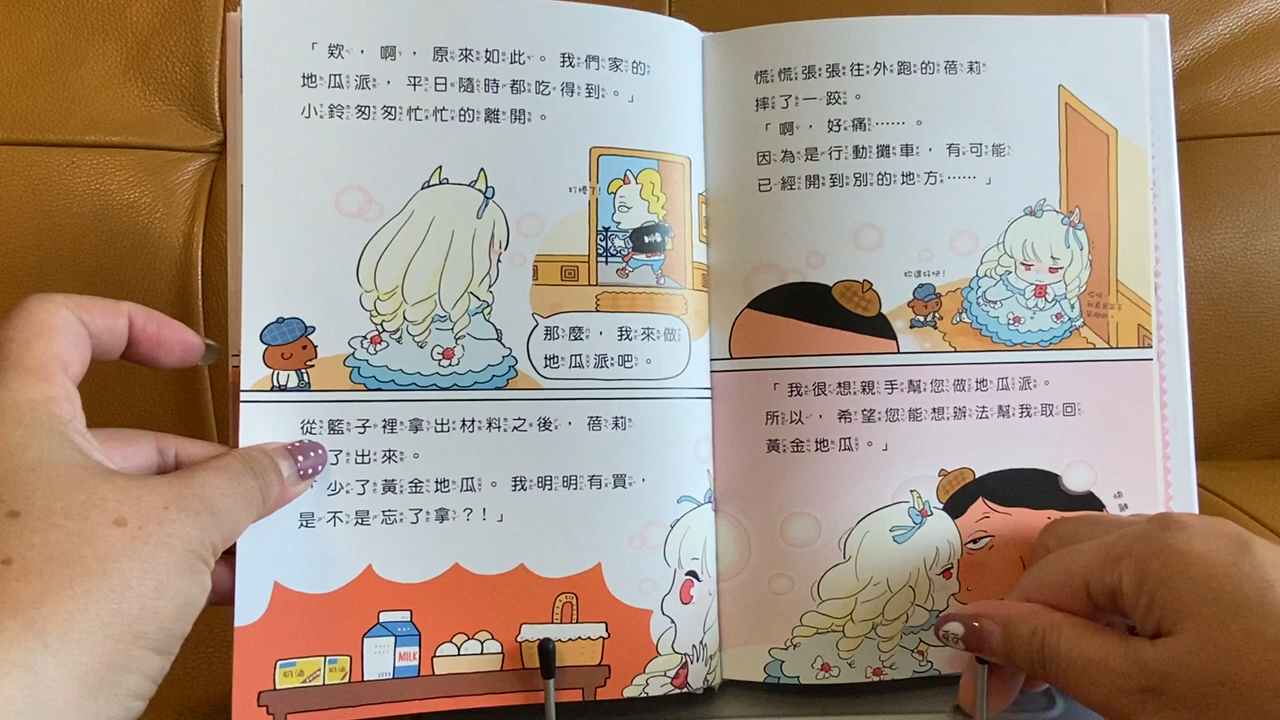 「欸，啊，原來如此。我們家的
地瓜派，平日隨時都吃得到。」
小鈴匆匆忙忙的離開。
打擾了！
那麼，我來做
地瓜派吧。
從籃子裡拿出材料之後，蓓莉
了出來。
少了黃金地瓜。我明明有買，
是不是忘了拿？！」
奶油
奶油
MILK
慌慌張張往外跑的蓓莉
摔了一跤。
「啊，好痛……。
因為是行動攤車，有可能
已經開到別的地方……」
妳還好吧！
「我很想親手幫您做地瓜派。
所以，希望您能想辦法幫我取回
黃金地瓜。」